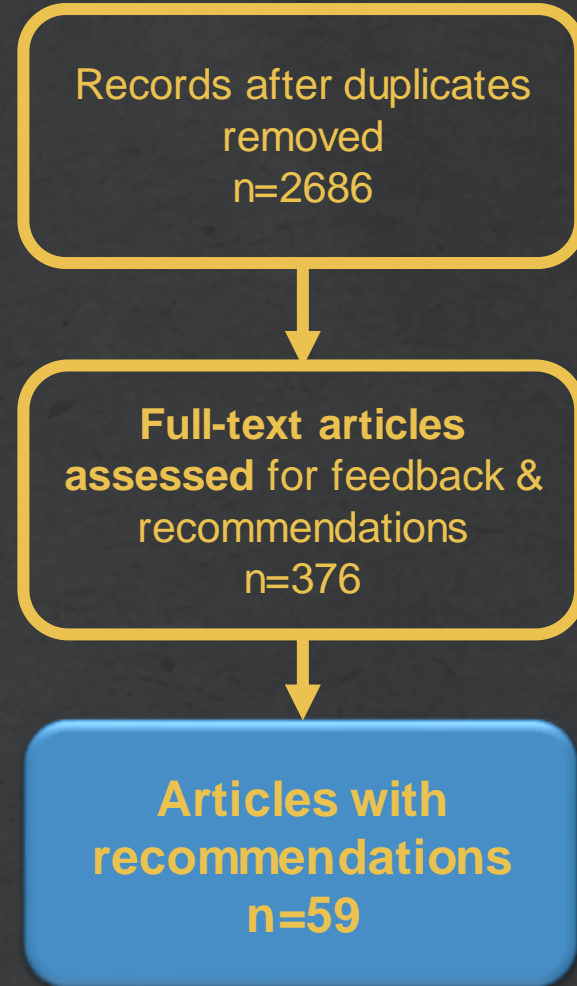 Records after duplicates
removed
n=2686
Full-text articles
assessed for feedback &
recommendations
n=376
Articles with
recommendations
n=59